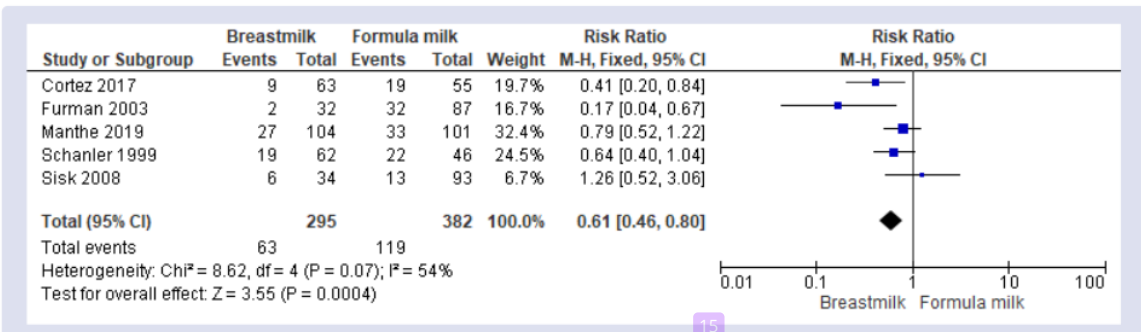 Breastmilk Formula milk Risk Ratio Risk Ratio
Study or Subgroup Events Total Events Total Weight M-H, Fixed, 95% CI M-H, Fixed, 95% CI
Cortez 2017 9 63 19 55 19.7% 0.41 [0.20, 0.84]
Furman 2003 2 32 32 87 16.7% 0.17 [0.04, 0.67]
Manthe 2019 27 104 33 101 32.4% 0.79 [0.52, 1.22]
Schanler 1999 19 62 22 46 24.5% 0.64 [0.40, 1.04]
Sisk 2008 6 34 13 93 6.7% 1.26 [0.52, 3.06]
Total (95% CI) 295 382 100.0% 0.61 [0.46, 0.80]
Total events 63 119
Heterogeneity: Chi² = 8.62, df = 4 (P = 0.07); I² = 54%
Test for overall effect: Z = 3.55 (P = 0.0004)
0.01 0.1 1 10 100
Breastmilk Formula milk
15